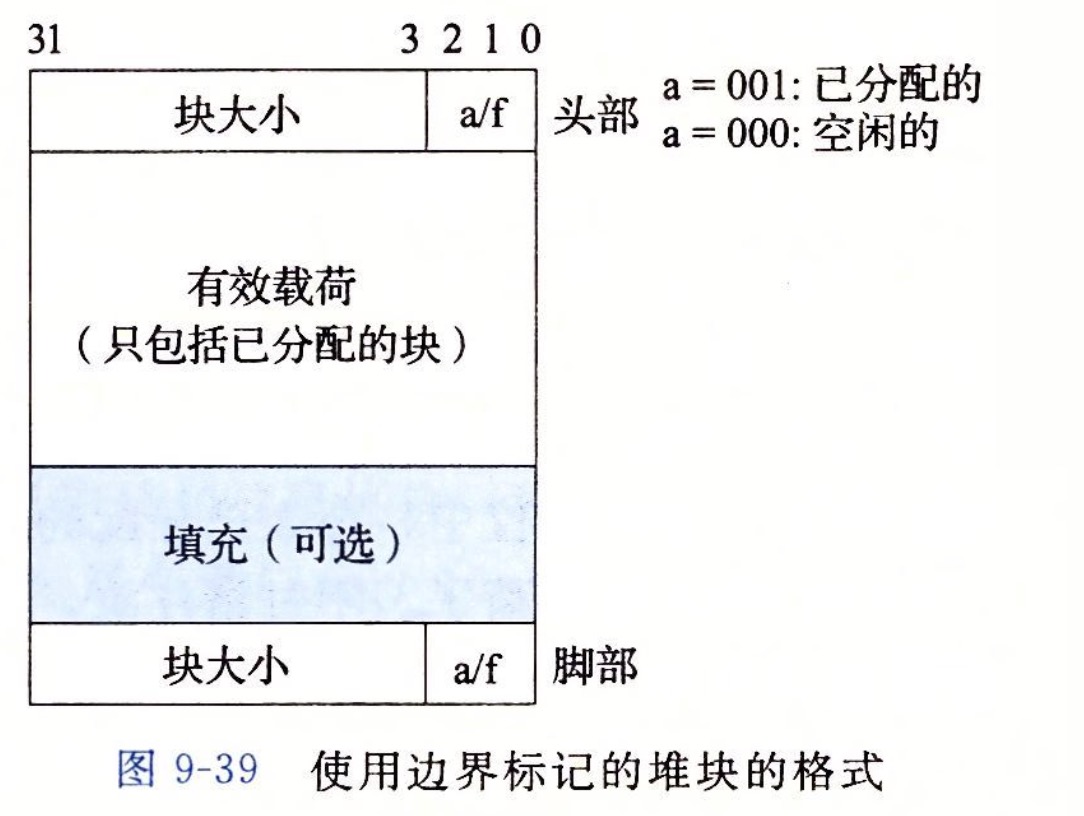 31 3 2 1 0
块大小 a/f 头部 a = 001: 已分配的
a = 000: 空闲的
有效载荷
（只包括已分配的块）
填充（可选）
块大小 a/f 脚部
图 9-39 使用边界标记的堆块的格式